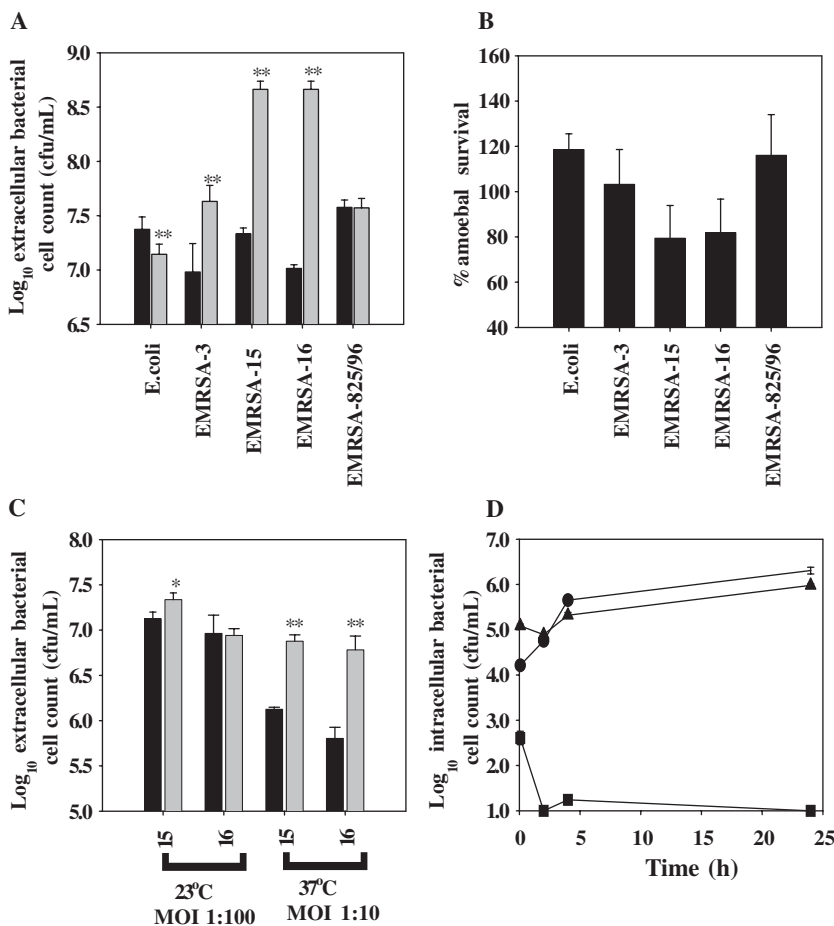 A
Log10 extracellular bacterial
cell count (cfu/mL)
9.0
8.5
8.0
7.5
7.0
6.5
**
**
**
**
E.coli
EMRSA-3
EMRSA-15
EMRSA-16
EMRSA-825/96
B
% amoebal survival
160
140
120
100
80
60
40
E.coli
EMRSA-3
EMRSA-15
EMRSA-16
EMRSA-825/96
C
Log10 extracellular bacterial
cell count (cfu/mL)
8.0
7.5
7.0
6.5
6.0
5.5
5.0
*
**
**
15
16
15
16
23°C
MOI 1:100
37°C
MOI 1:10
D
Log10 intracellular bacterial
cell count (cfu/mL)
7.0
6.0
5.0
4.0
3.0
2.0
1.0
0
5
10
15
20
25
Time (h)